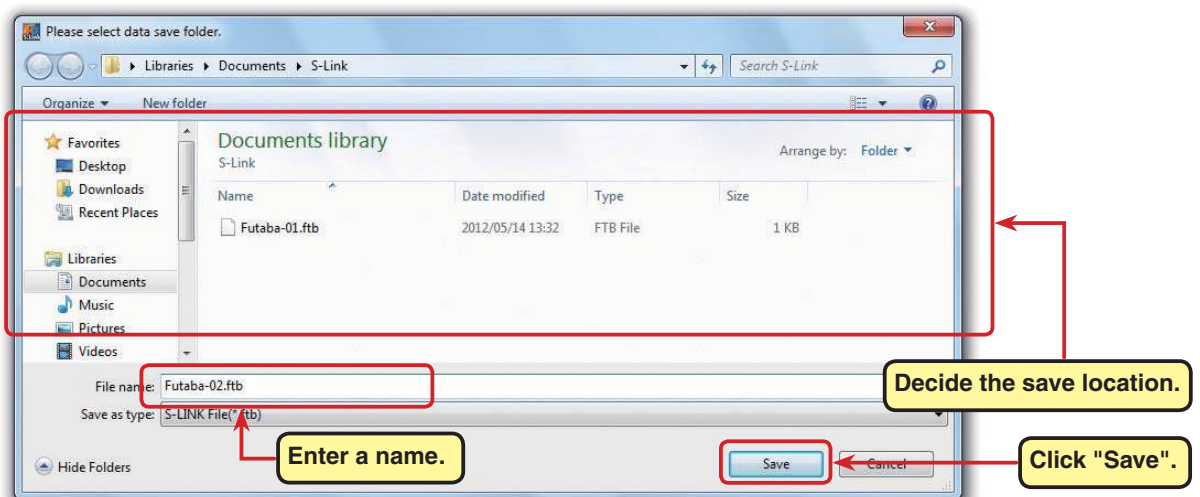 Please select data save folder.
Libraries Documents S-Link
Search S-Link
Organize New folder
Favorites
Desktop
Downloads
Recent Places
Libraries
Documents
Music
Pictures
Videos
Documents library
S-Link
Arrange by: Folder
Name Date modified Type Size
Futaba-01.ftb 2012/05/14 13:32 FTB File 1 KB
File name: Futaba-02.ftb
Save as type: S-LINK File(*.ftb)
Hide Folders
Save
Cancel
Decide the save location.
Enter a name.
Click "Save".